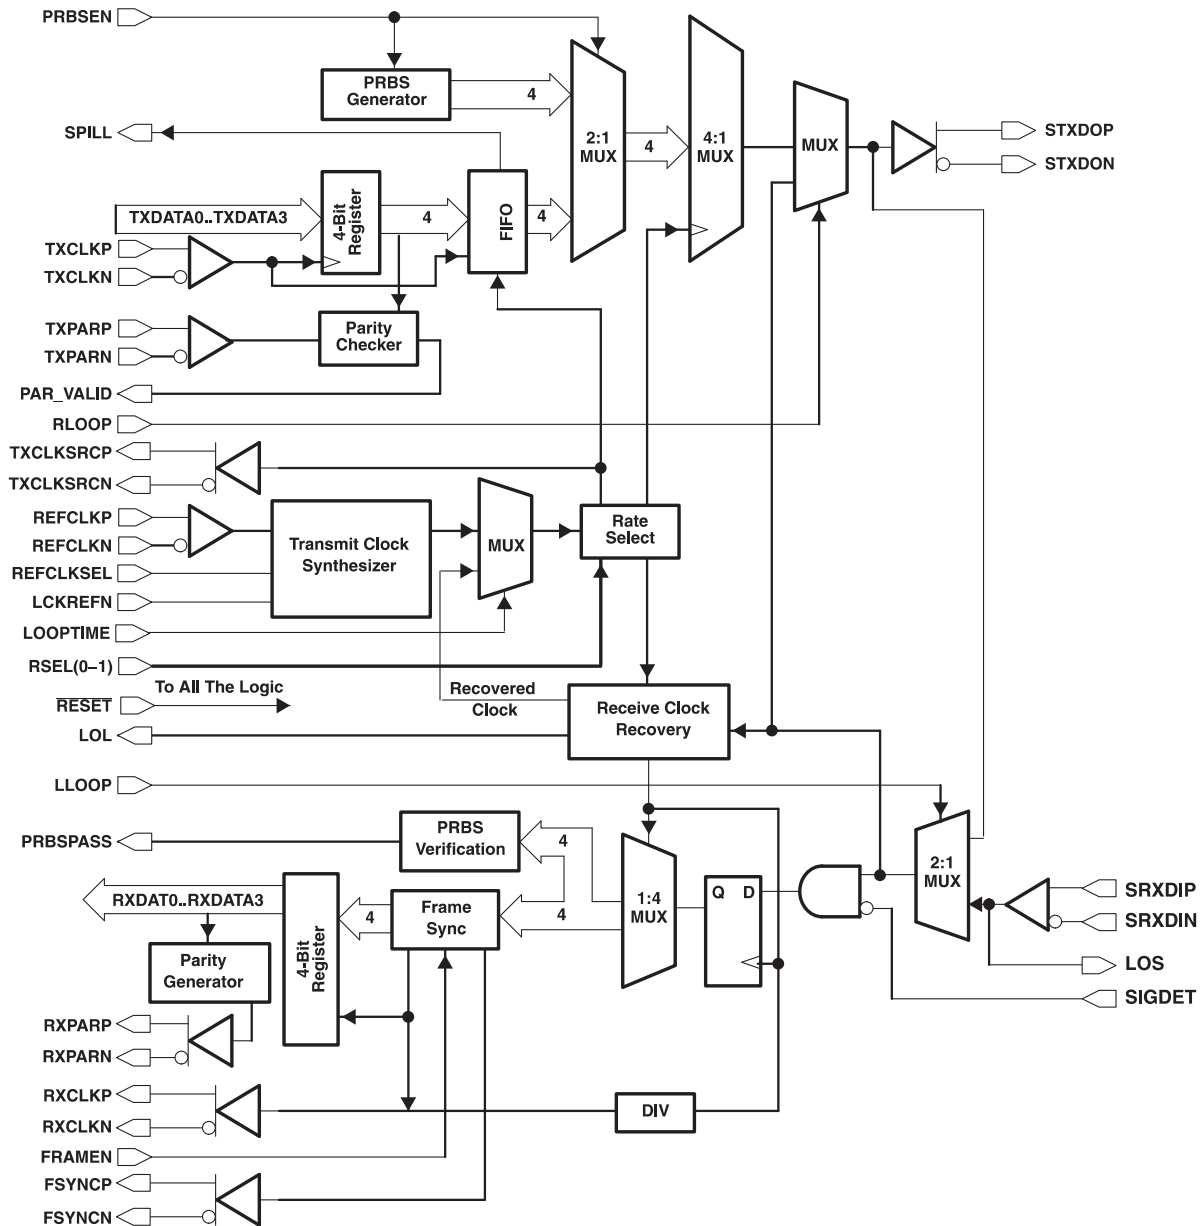 PRBSEN
PRBS
Generator
4
SPILL
2:1
MUX
4
4:1
MUX
MUX
STXDOP
STXDON
TXDATA0..TXDATA3
4-Bit
Register
4
FIFO
4
TXCLKP
TXCLKN
TXPARP
TXPARN
Parity
Checker
PAR_VALID
RLOOP
TXCLKSRCP
TXCLKSRCN
REFCLKP
REFCLKN
REFCLKSEL
LCKREFN
Transmit Clock
Synthesizer
MUX
Rate
Select
LOOPTIME
RSEL(0–1)
RESET
To All The Logic
Recovered
Clock
Receive Clock
Recovery
LOL
LLOOP
PRBSPASS
PRBS
Verification
4
4
1:4
MUX
Q D
2:1
MUX
SRXDIP
SRXDIN
LOS
SIGDET
RXDAT0..RXDATA3
4-Bit
Register
4
Frame
Sync
Parity
Generator
RXPARP
RXPARN
RXCLKP
RXCLKN
DIV
FRAMEN
FSYNCP
FSYNCN